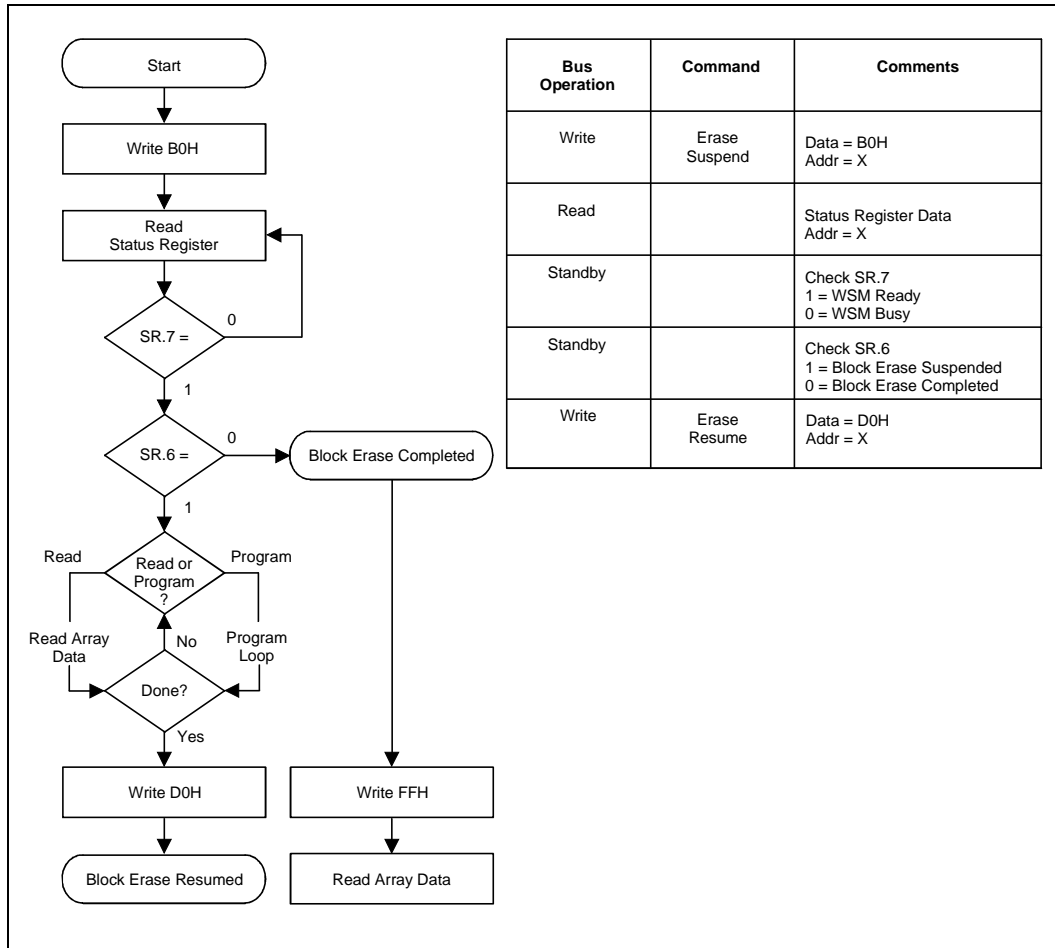 Start
Write B0H
Read
Status Register
SR.7 =
0
1
SR.6 =
0
Block Erase Completed
1
Read
Read or
Program
?
Program
Read Array
Data
No
Program
Loop
Done?
Yes
Write D0H
Write FFH
Block Erase Resumed
Read Array Data
Bus
Operation
Command
Comments
Write
Erase
Suspend
Data = B0H
Addr = X
Read
Status Register Data
Addr = X
Standby
Check SR.7
1 = WSM Ready
0 = WSM Busy
Standby
Check SR.6
1 = Block Erase Suspended
0 = Block Erase Completed
Write
Erase
Resume
Data = D0H
Addr = X